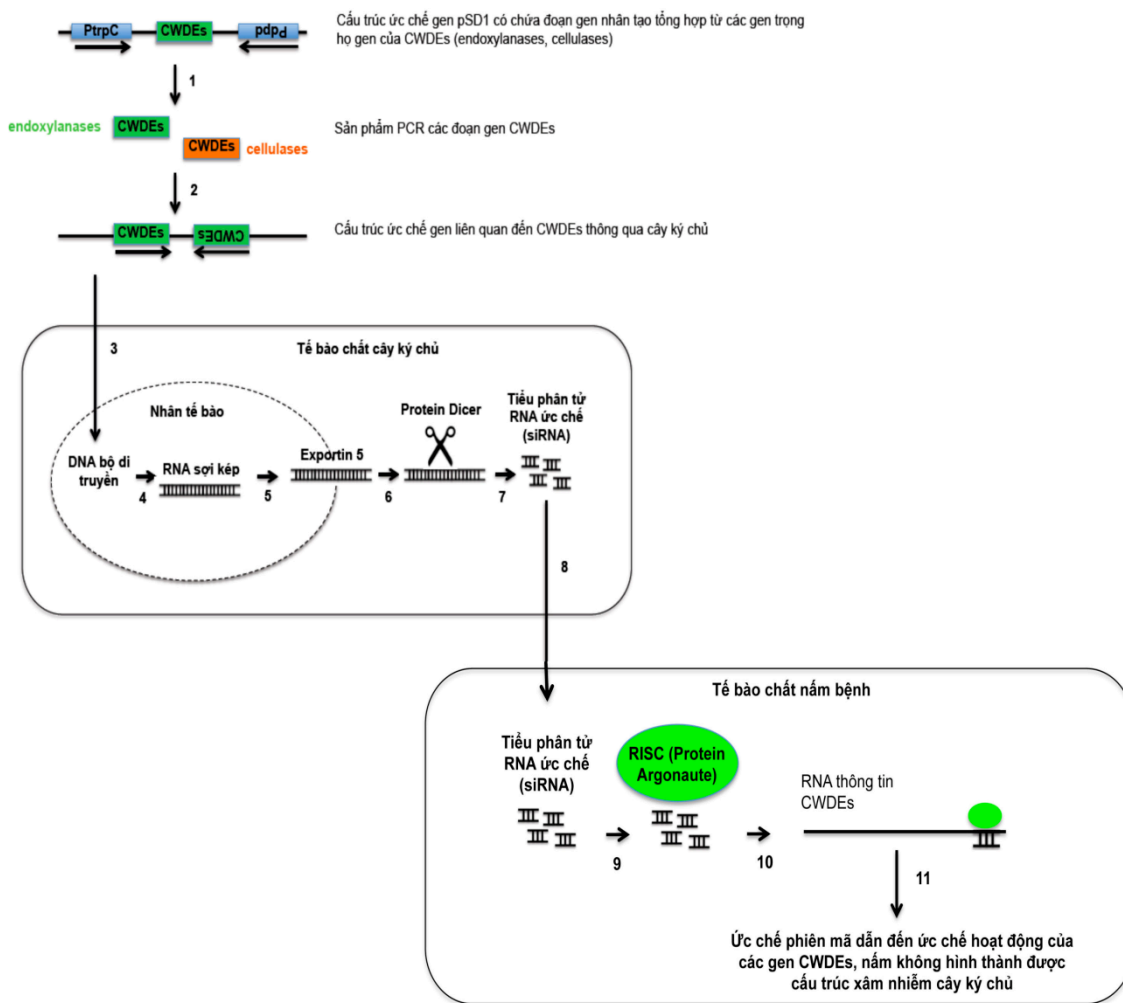 PtrpC CWDEs Pgpd
Cấu trúc ức chế gen pSD1 có chứa đoạn gen nhân tạo tổng hợp từ các gen trọng
họ gen của CWDEs (endoxylanases, cellulases)
1
endoxylanases CWDEs
CWDEs cellulases
Sản phẩm PCR các đoạn gen CWDEs
2
CWDEs CWDEs
Cấu trúc ức chế gen liên quan đến CWDEs thông qua cây ký chủ
3
Tế bào chất cây ký chủ
Nhân tế bào
DNA bộ di
truyền
4
RNA sợi kép
5
Exportin 5
6
Protein Dicer
7
Tiểu phân tử
RNA ức chế
(siRNA)
8
Tế bào chất nấm bệnh
Tiểu phân tử
RNA ức chế
(siRNA)
9
RISC (Protein
Argonaute)
10
RNA thông tin
CWDEs
11
Ức chế phiên mã dẫn đến ức chế hoạt động của
các gen CWDEs, nấm không hình thành được
cấu trúc xâm nhiễm cây ký chủ